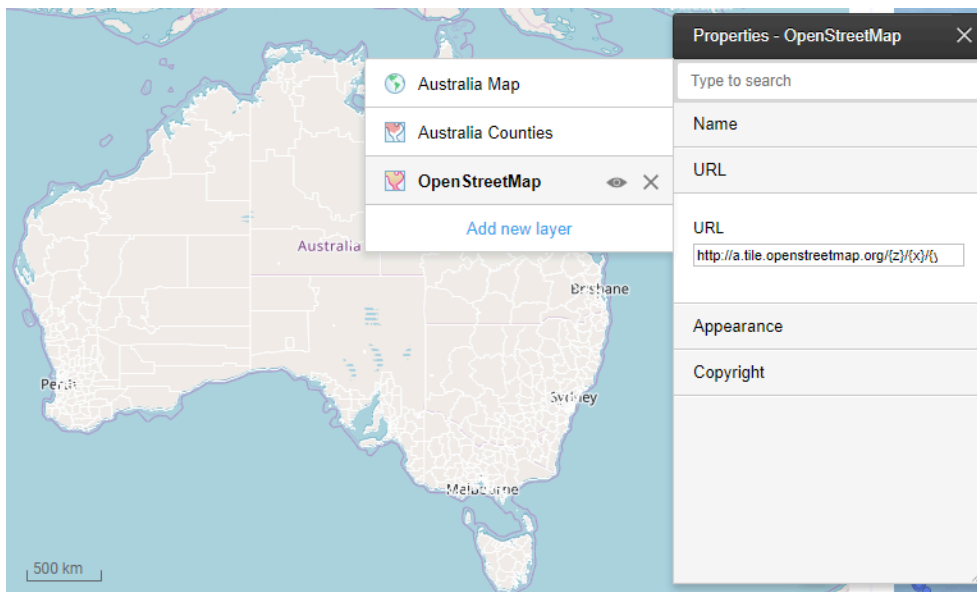 Properties - OpenStreetMap
Type to search
Name
URL
URL
http://a.tile.openstreetmap.org/{z}/{x}/{y
Appearance
Copyright
Australia Map
Australia Counties
OpenStreetMap
Add new layer
Australia
Brisbane
Perth
Sydney
Melbourne
500 km